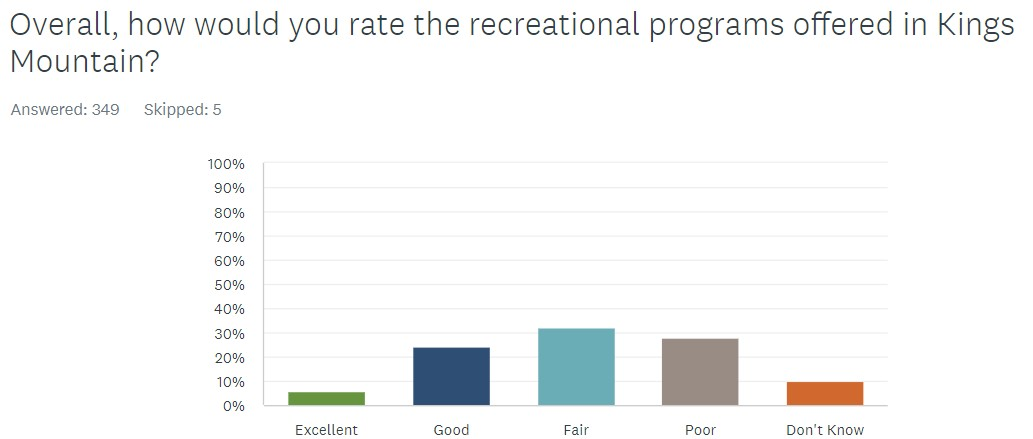 Overall, how would you rate the recreational programs offered in Kings
Mountain?
Answered: 349 Skipped: 5
100%
90%
80%
70%
60%
50%
40%
30%
20%
10%
0%
Excellent Good Fair Poor Don't Know